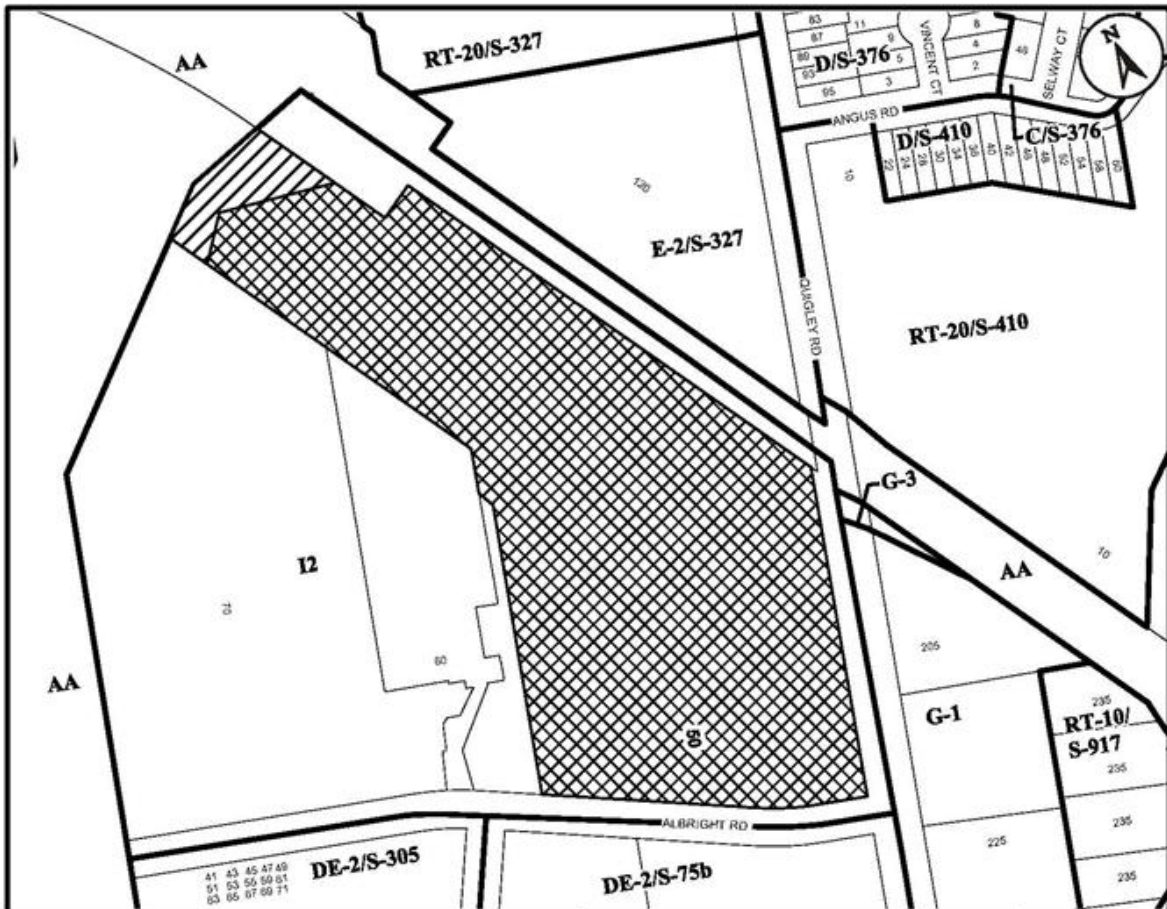 AA
RT-20/S-327
83
87
89
93
95
11
9
5
3
D/S-376
VINCENT CT
8
4
2
46
SELWAY CT
N
ANGUS RD
D/S-410
C/S-376
22 24 28 30 34 36 40 42 46 48 52 54 58 60
120
10
E-2/S-327
QUIGLEY RD
RT-20/S-410
G-3
10
AA
I2
70
60
AA
50
205
G-1
235
RT-10/
S-917
235
235
235
225
ALBRIGHT RD
DE-2/S-305
41 43 45 47 49
51 53 55 59 61
63 65 67 69 71
DE-2/S-75b